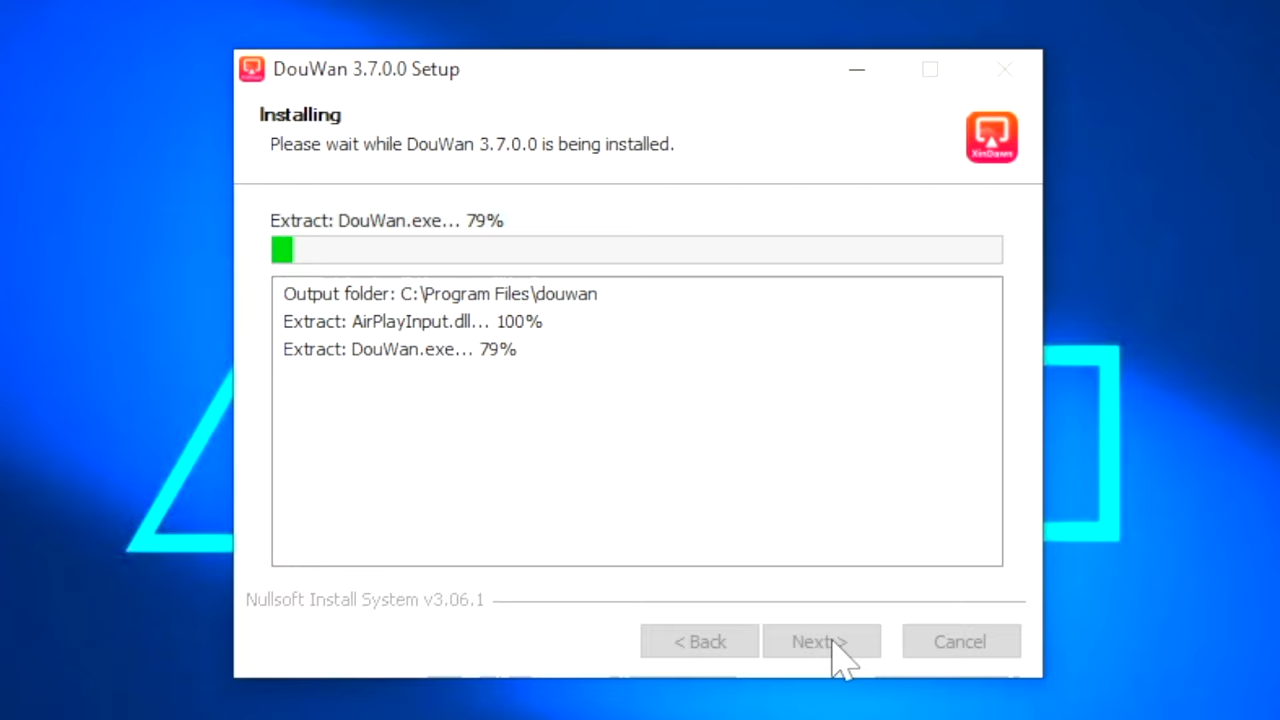 DouWan 3.7.0.0 Setup
Installing
Please wait while DouWan 3.7.0.0 is being installed.
XinDawn
Extract: DouWan.exe... 79%
Output folder: C:\Program Files\douwan
Extract: AirPlayInput.dll... 100%
Extract: DouWan.exe... 79%
Nullsoft Install System v3.06.1
< Back
Next >
Cancel